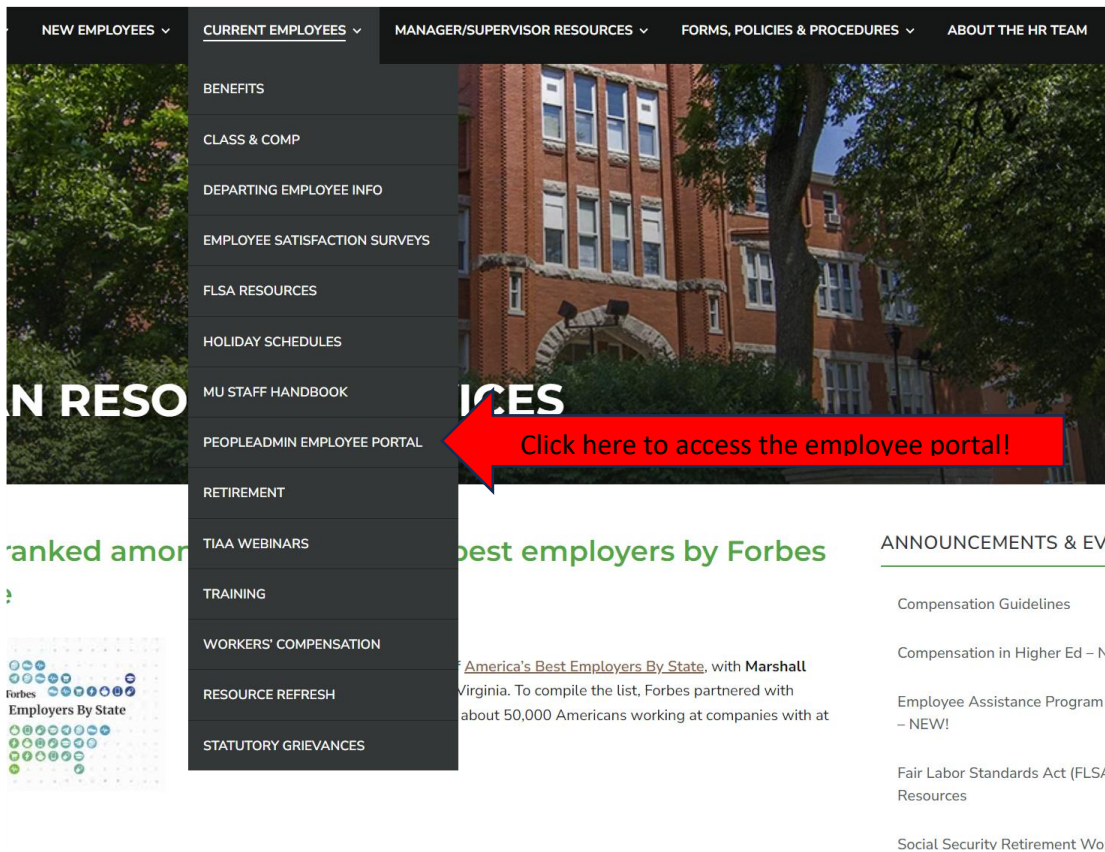 NEW EMPLOYEES
CURRENT EMPLOYEES
MANAGER/SUPERVISOR RESOURCES
FORMS, POLICIES & PROCEDURES
ABOUT THE HR TEAM
BENEFITS
CLASS & COMP
DEPARTING EMPLOYEE INFO
EMPLOYEE SATISFACTION SURVEYS
FLSA RESOURCES
HOLIDAY SCHEDULES
MU STAFF HANDBOOK
PEOPLEADMIN EMPLOYEE PORTAL
RETIREMENT
TIAA WEBINARS
TRAINING
WORKERS' COMPENSATION
RESOURCE REFRESH
STATUTORY GRIEVANCES
N RESO ICES
Click here to access the employee portal!
ranked amor best employers by Forbes
e
Forbes
Employers By State
f America's Best Employers By State, with Marshall
Virginia. To compile the list, Forbes partnered with
about 50,000 Americans working at companies with at
ANNOUNCEMENTS & EV
Compensation Guidelines
Compensation in Higher Ed – N
Employee Assistance Program
– NEW!
Fair Labor Standards Act (FLSA
Resources
Social Security Retirement Wo